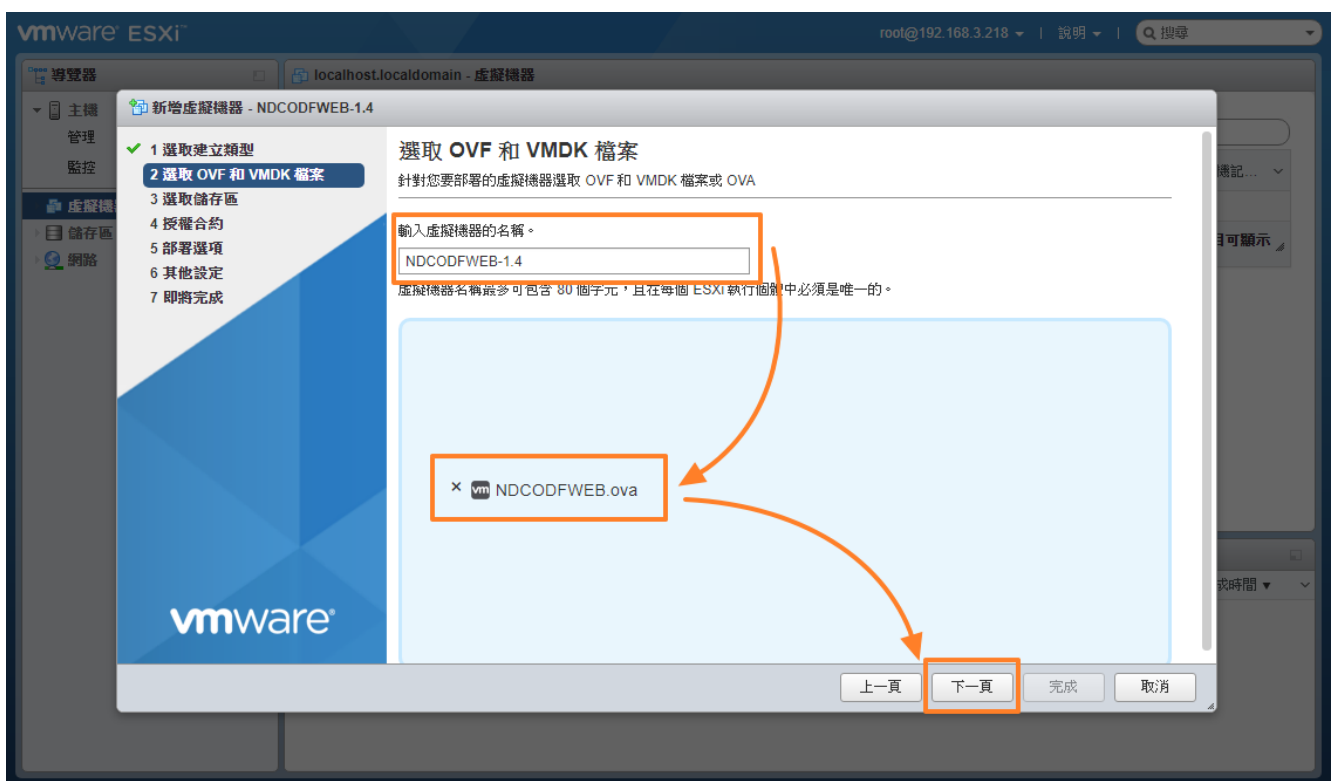 vmware® ESXi™
root@192.168.3.218 | 說明 | 搜尋
導覽器
localhost.localdomain - 虛擬機器
主機
管理
監控
虛擬機
儲存區
網路
新增虛擬機器 - NDCODFWEB-1.4
1 選取建立類型
2 選取 OVF 和 VMDK 檔案
3 選取儲存區
4 授權合約
5 部署選項
6 其他設定
7 即將完成
vmware®
選取 OVF 和 VMDK 檔案
針對您要部署的虛擬機器選取 OVF 和 VMDK 檔案或 OVA
輸入虛擬機器的名稱。
NDCODFWEB-1.4
虛擬機器名稱最多可包含 80 個字元，且在每個 ESXi 執行個體中必須是唯一的。
× vm NDCODFWEB.ova
上一頁 下一頁 完成 取消
機記...
目可顯示
成時間